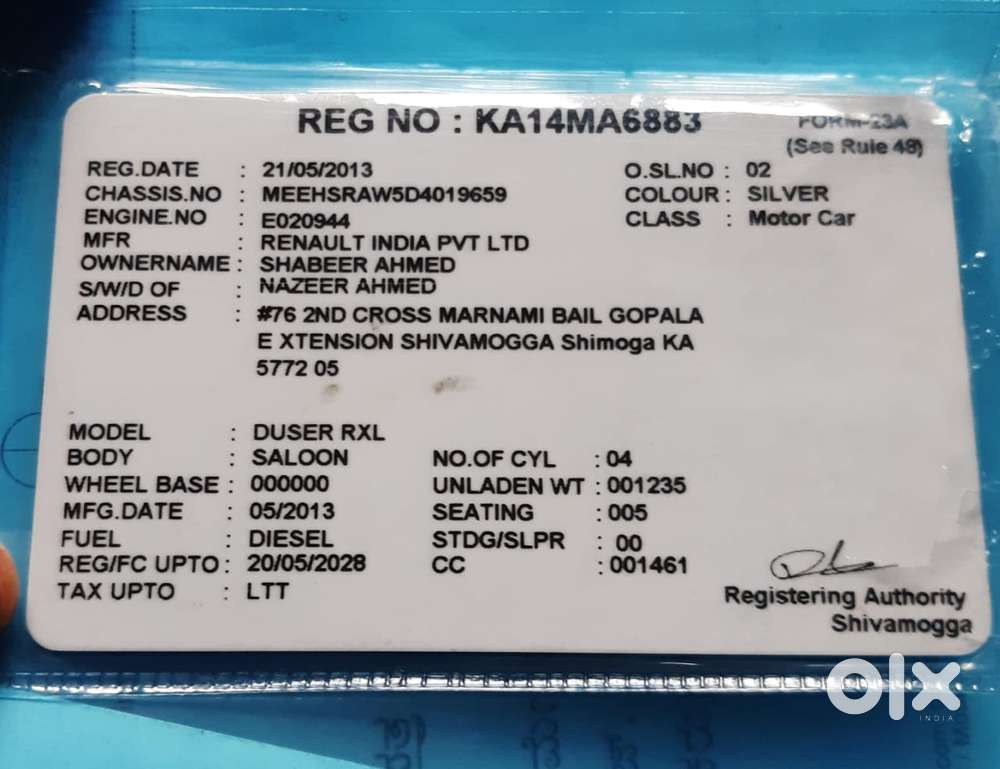 REG NO : KA14MA6883
FORM-23A
(See Rule 48)
REG.DATE : 21/05/2013 O.SL.NO : 02
CHASSIS.NO : MEEHSRAW5D4019659 COLOUR : SILVER
ENGINE.NO : E020944 CLASS : Motor Car
MFR : RENAULT INDIA PVT LTD
OWNERNAME : SHABEER AHMED
S/W/D OF : NAZEER AHMED
ADDRESS : #76 2ND CROSS MARNAMI BAIL GOPALA
E XTENSION SHIVAMOGGA Shimoga KA
5772 05
MODEL : DUSER RXL
BODY : SALOON NO.OF CYL : 04
WHEEL BASE : 000000 UNLADEN WT : 001235
MFG.DATE : 05/2013 SEATING : 005
FUEL : DIESEL STDG/SLPR : 00
REG/FC UPTO : 20/05/2028 CC : 001461
TAX UPTO : LTT
Registering Authority
Shivamogga
olx
INDIA